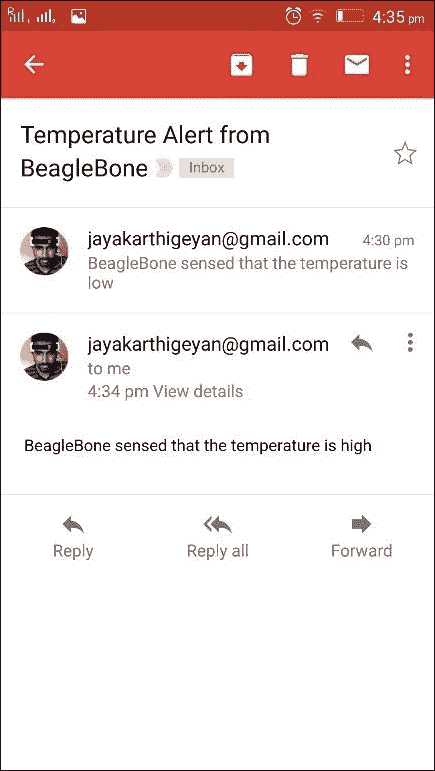 R
4:35 pm
Temperature Alert from
BeagleBone Inbox
jayakarthigeyan@gmail.com 4:30 pm
BeagleBone sensed that the temperature is
low
jayakarthigeyan@gmail.com
to me
4:34 pm View details
BeagleBone sensed that the temperature is high
Reply Reply all Forward